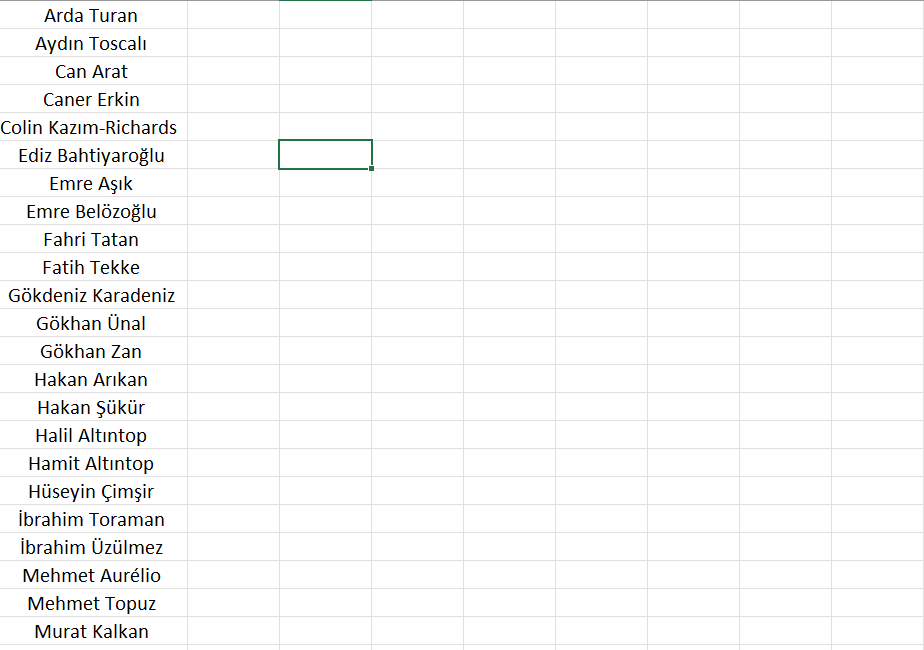 Arda Turan
Aydın Toscalı
Can Arat
Caner Erkin
Colin Kazım-Richards
Ediz Bahtiyaroğlu
Emre Aşık
Emre Belözoğlu
Fahri Tatan
Fatih Tekke
Gökdeniz Karadeniz
Gökhan Ünal
Gökhan Zan
Hakan Arıkan
Hakan Şükür
Halil Altıntop
Hamit Altıntop
Hüseyin Çimşir
İbrahim Toraman
İbrahim Üzülmez
Mehmet Aurélio
Mehmet Topuz
Murat Kalkan